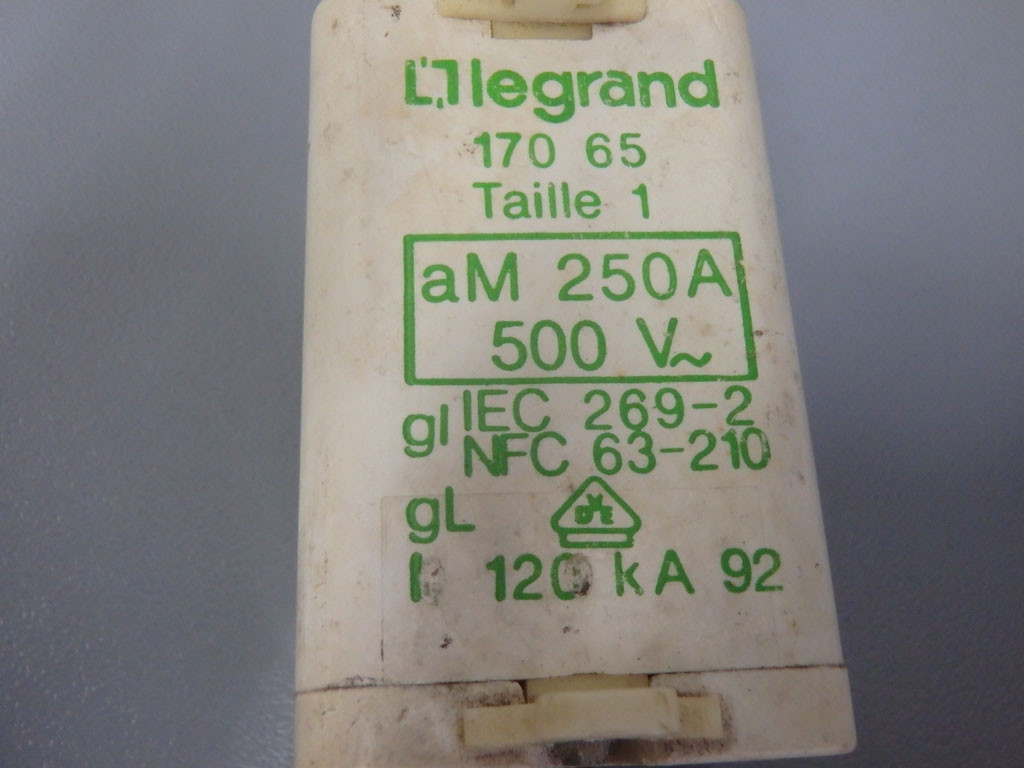 legrand
170 65
Taille 1
aM 250A
500 V~
gl IEC 269-2
NFC 63-210
gL VDE
I 120 kA 92